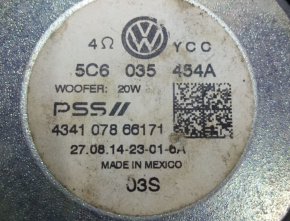 4Ω VW YCC
5C6 035 454A
WOOFER: 20W
PSS//
4341 078 66171
27.08.14-23-01-6A
MADE IN MEXICO
03S